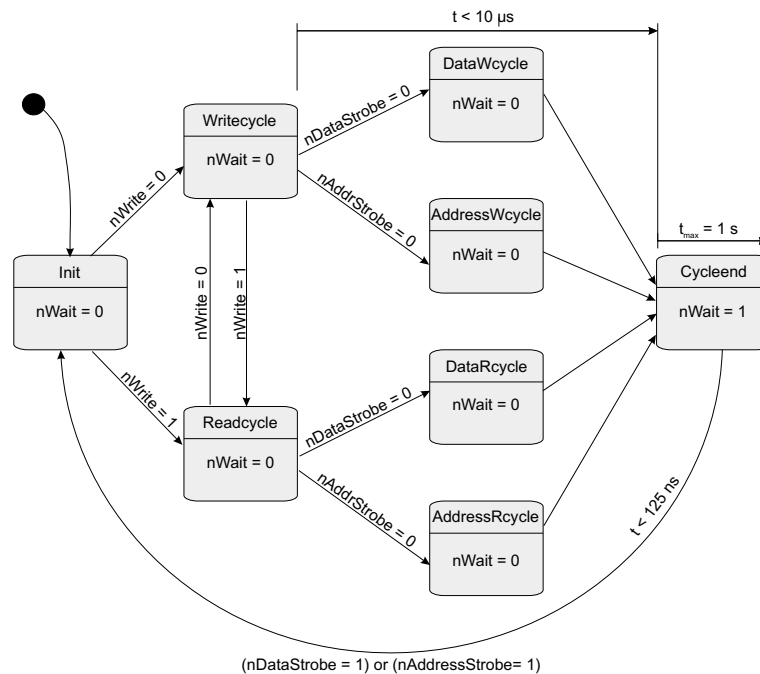 t < 10 µs
DataWcycle
nWait = 0
nDataStrobe = 0
Writecycle
nWait = 0
nWrite = 0
nAddrStrobe = 0
AddressWcycle
nWait = 0
tmax = 1 s
Init
nWait = 0
Cycleend
nWait = 1
nWrite = 0
nWrite = 1
nWrite = 1
DataRcycle
nWait = 0
nDataStrobe = 0
Readcycle
nWait = 0
nAddrStrobe = 0
AddressRcycle
nWait = 0
t < 125 ns
(nDataStrobe = 1) or (nAddressStrobe= 1)